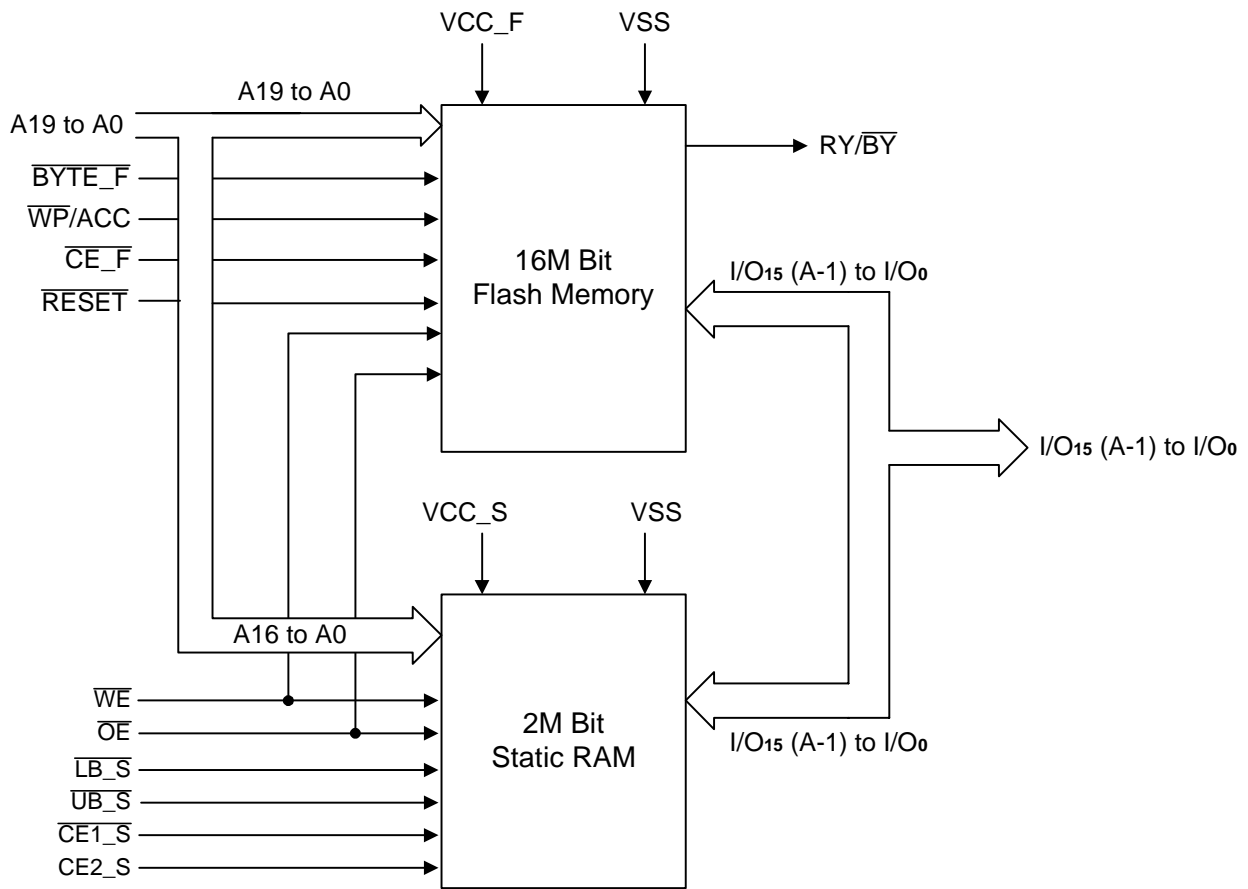 VCC_F
VSS
A19 to A0
A19 to A0
BYTE_F
WP/ACC
CE_F
RESET
16M Bit
Flash Memory
RY/BY
I/O15 (A-1) to I/O0
I/O15 (A-1) to I/O0
VCC_S
VSS
A16 to A0
WE
OE
LB_S
UB_S
CE1_S
CE2_S
2M Bit
Static RAM
I/O15 (A-1) to I/O0